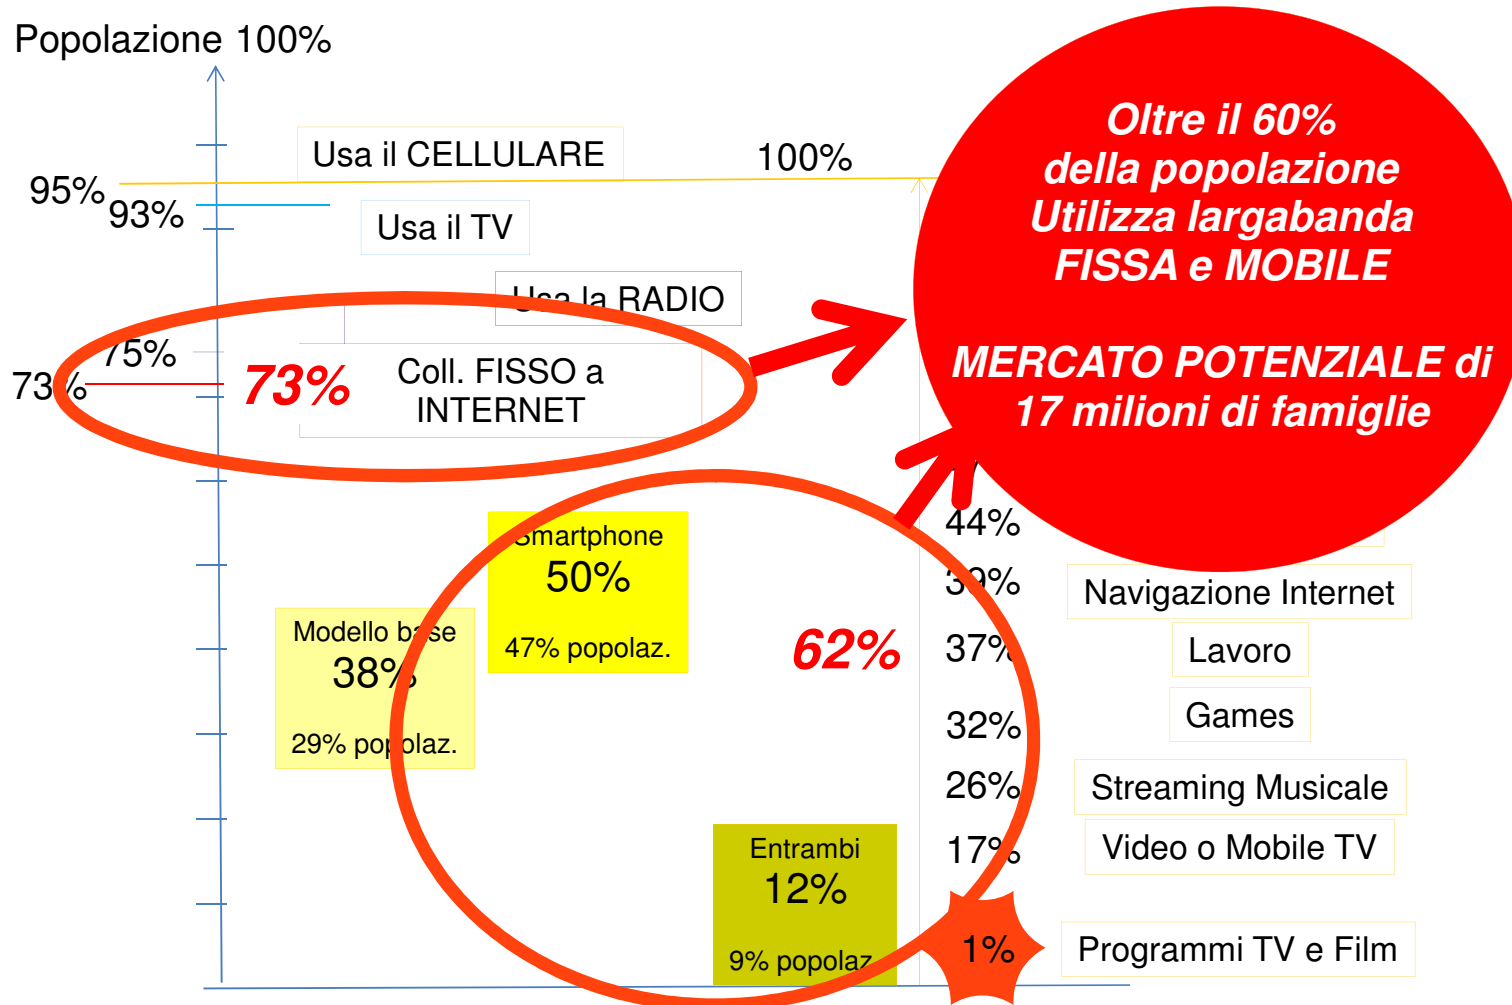 Popolazione 100%
Usa il CELLULARE
100%
95%
93%
Usa il TV
Usa la RADIO
75%
73%
73%
Coll. FISSO a
INTERNET
Oltre il 60%
della popolazione
Utilizza largabanda
FISSA e MOBILE
MERCATO POTENZIALE di
17 milioni di famiglie
Smartphone
50%
47% popolaz.
Modello base
38%
29% popolaz.
62%
Entrambi
12%
9% popolaz
44%
39%
Navigazione Internet
37%
Lavoro
32%
Games
26%
Streaming Musicale
17%
Video o Mobile TV
1%
Programmi TV e Film